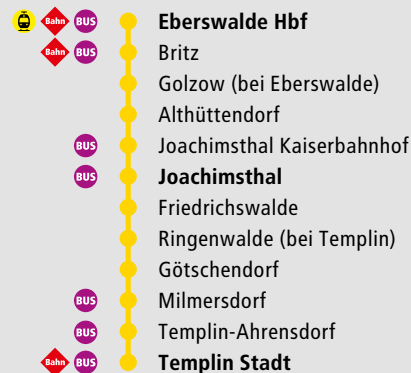 Bahn BUS Eberswalde Hbf
Bahn BUS Britz
Golzow (bei Eberswalde)
Althüttendorf
BUS Joachimsthal Kaiserbahnhof
BUS Joachimsthal
Friedrichswalde
Ringenwalde (bei Templin)
Götschendorf
BUS Milmersdorf
BUS Templin-Ahrensdorf
Bahn BUS Templin Stadt